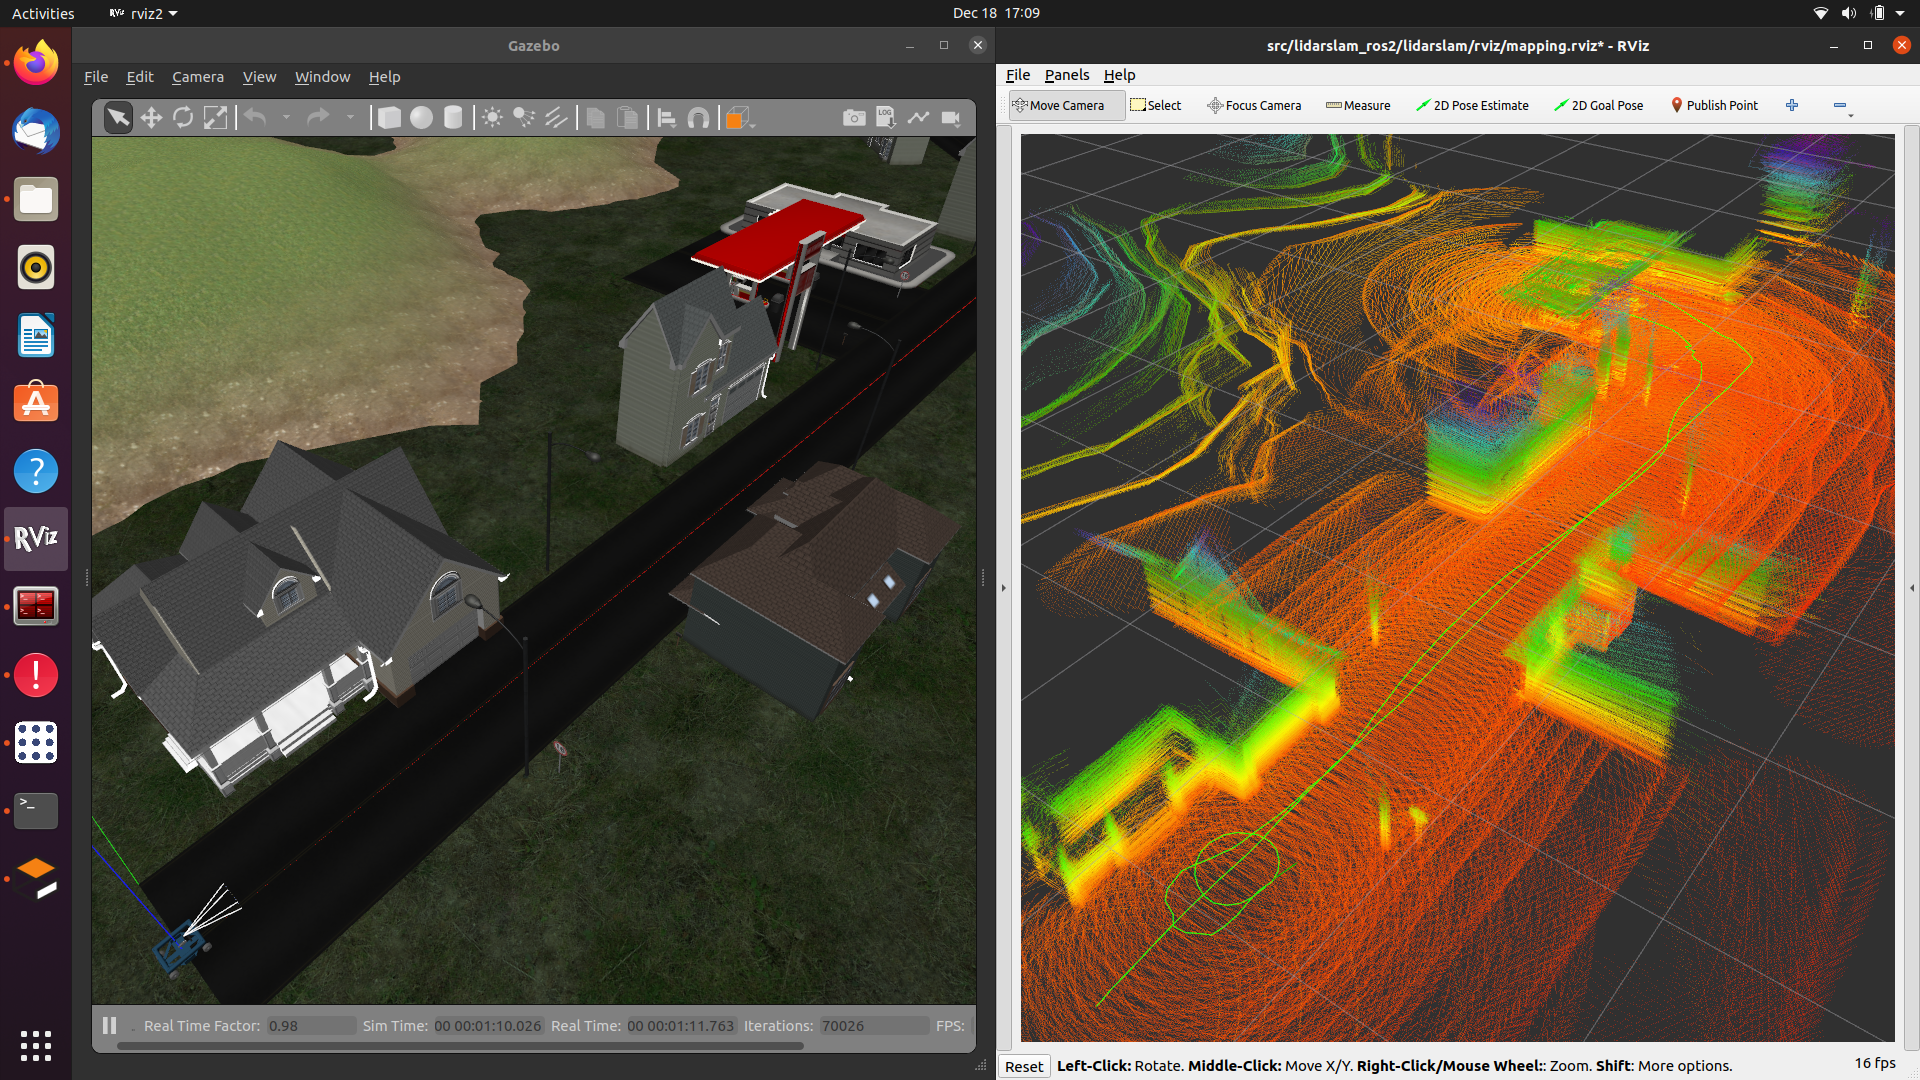 Activities
RViz
rviz2
Dec 18 17:09
Gazebo
File Edit Camera View Window Help
LOG
Real Time Factor: 0.98 Sim Time: 00 00:01:10.026 Real Time: 00 00:01:11.763 Iterations: 70026 FPS:
src/lidarslam_ros2/lidarslam/rviz/mapping.rviz* - RViz
File Panels Help
Move Camera Select Focus Camera Measure 2D Pose Estimate 2D Goal Pose Publish Point
Reset Left-Click: Rotate. Middle-Click: Move X/Y. Right-Click/Mouse Wheel:: Zoom. Shift: More options. 16 fps
RViz